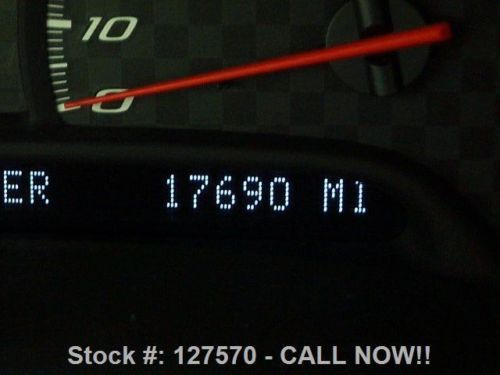 10
0
ER 17690 MI
Stock #: 127570 - CALL NOW!!